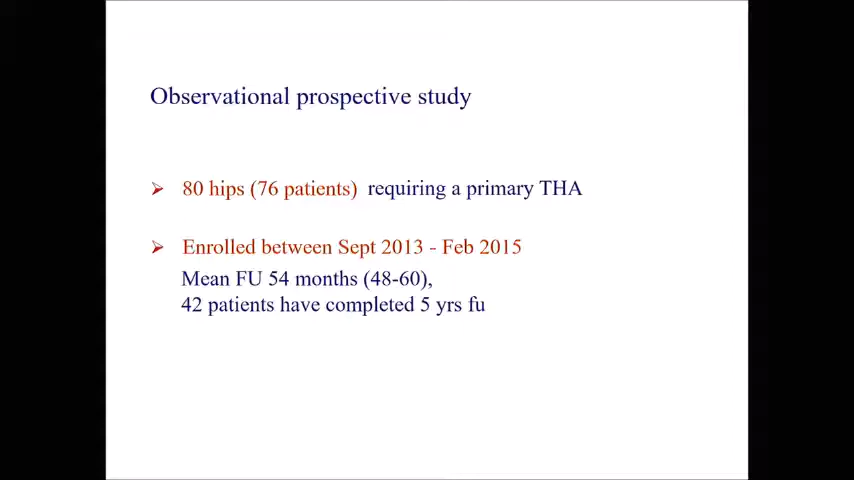 Observational prospective study
80 hips (76 patients) requiring a primary THA
Enrolled between Sept 2013 - Feb 2015
Mean FU 54 months (48-60),
42 patients have completed 5 yrs fu